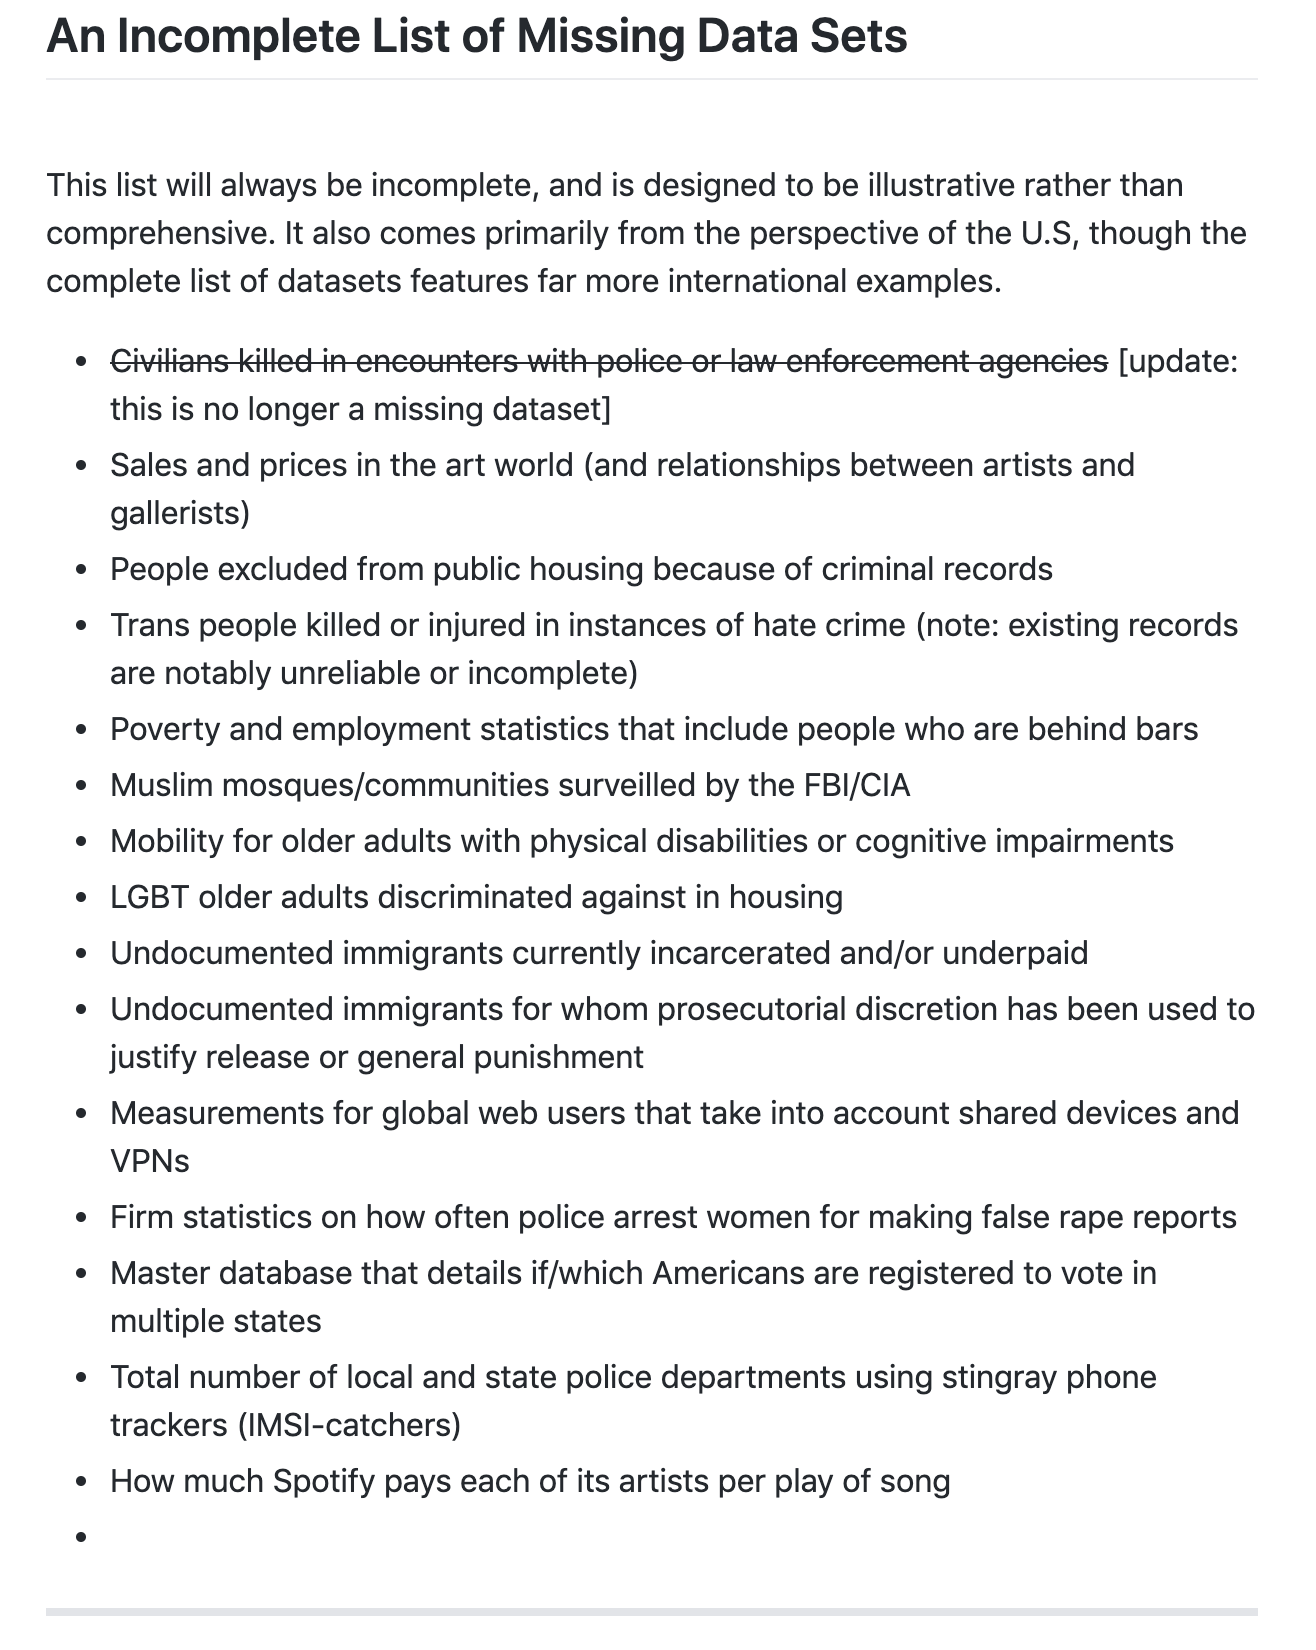 An Incomplete List of Missing Data Sets
This list will always be incomplete, and is designed to be illustrative rather than
comprehensive. It also comes primarily from the perspective of the U.S, though the
complete list of datasets features far more international examples.
• Civilians killed in encounters with police or law enforcement agencies [update:
this is no longer a missing dataset]
• Sales and prices in the art world (and relationships between artists and
gallerists)
• People excluded from public housing because of criminal records
• Trans people killed or injured in instances of hate crime (note: existing records
are notably unreliable or incomplete)
• Poverty and employment statistics that include people who are behind bars
• Muslim mosques/communities surveilled by the FBI/CIA
• Mobility for older adults with physical disabilities or cognitive impairments
• LGBT older adults discriminated against in housing
• Undocumented immigrants currently incarcerated and/or underpaid
• Undocumented immigrants for whom prosecutorial discretion has been used to
justify release or general punishment
• Measurements for global web users that take into account shared devices and
VPNs
• Firm statistics on how often police arrest women for making false rape reports
• Master database that details if/which Americans are registered to vote in
multiple states
• Total number of local and state police departments using stingray phone
trackers (IMSI-catchers)
• How much Spotify pays each of its artists per play of song
•